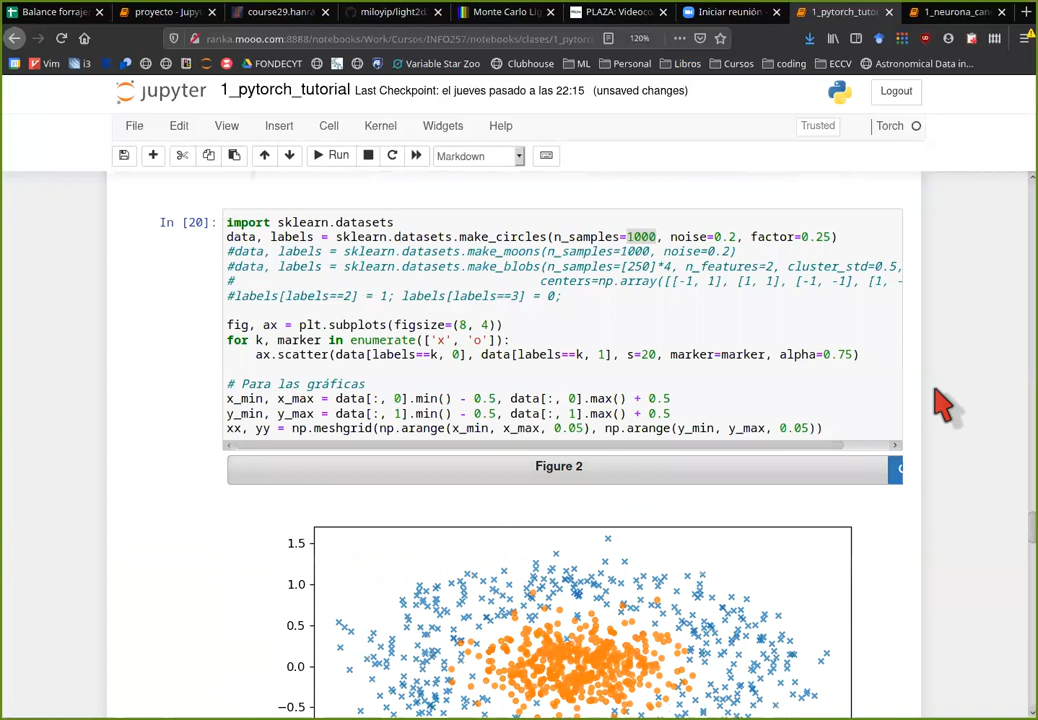 Balance forrajer
proyecto - Jupyt
course29.hanra
miloyip/light2d
Monte Carlo Lig
PLAZA: Videoco
Iniciar reunión -
1_pytorch_tutor
1_neurona_can
ranka.mooo.com:8888/notebooks/Work/Cursos/INFO257/notebooks/clases/1_pytorc
120%
Vim
i3
FONDECYT
Variable Star Zoo
Clubhouse
ML
Personal
Libros
Cursos
coding
ECCV
Astronomical Data in...
jupyter 1_pytorch_tutorial Last Checkpoint: el jueves pasado a las 22:15 (unsaved changes)
Logout
File Edit View Insert Cell Kernel Widgets Help
Trusted
Torch
Run
Markdown
In [20]:
import sklearn.datasets
data, labels = sklearn.datasets.make_circles(n_samples=1000, noise=0.2, factor=0.25)
#data, labels = sklearn.datasets.make_moons(n_samples=1000, noise=0.2)
#data, labels = sklearn.datasets.make_blobs(n_samples=[250]*4, n_features=2, cluster_std=0.5,
# centers=np.array([[-1, 1], [1, 1], [-1, -1], [1, -
#labels[labels==2] = 1; labels[labels==3] = 0;
fig, ax = plt.subplots(figsize=(8, 4))
for k, marker in enumerate(['x', 'o']):
ax.scatter(data[labels==k, 0], data[labels==k, 1], s=20, marker=marker, alpha=0.75)
# Para las gráficas
x_min, x_max = data[:, 0].min() - 0.5, data[:, 0].max() + 0.5
y_min, y_max = data[:, 1].min() - 0.5, data[:, 1].max() + 0.5
xx, yy = np.meshgrid(np.arange(x_min, x_max, 0.05), np.arange(y_min, y_max, 0.05))
Figure 2
1.5
1.0
0.5
0.0
−0.5